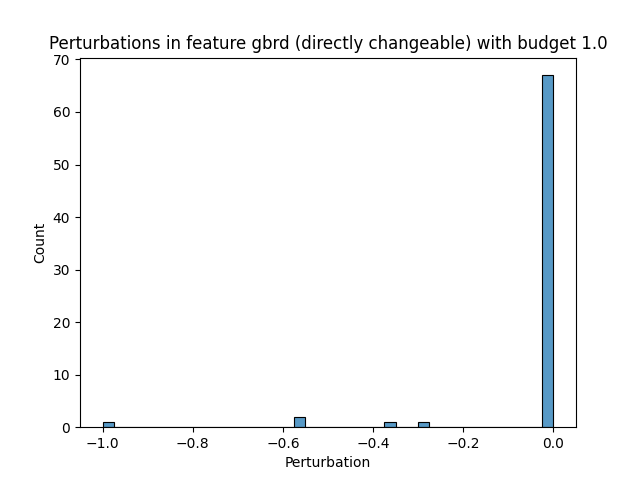 Perturbations in feature gbrd (directly changeable) with budget 1.0
70
60
50
40
30
20
10
0
Count
−1.0 −0.8 −0.6 −0.4 −0.2 0.0
Perturbation